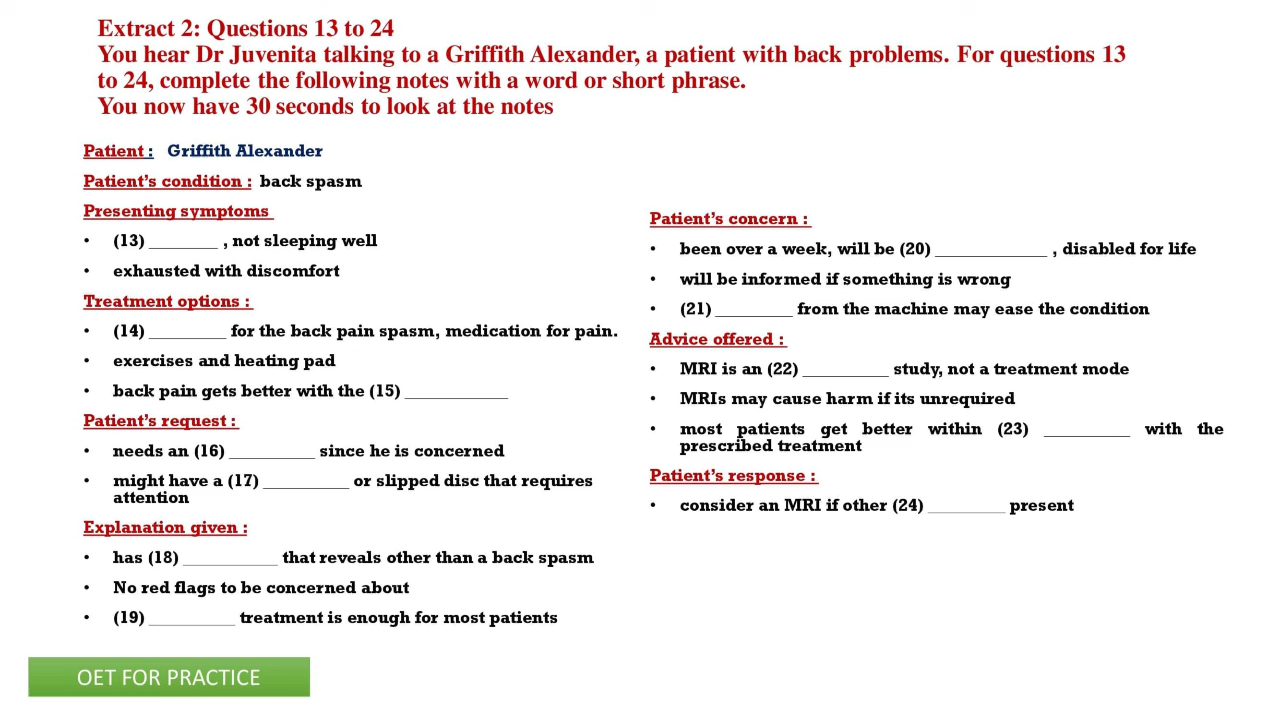 Extract 2: Questions 13 to 24
You hear Dr Juvenita talking to a Griffith Alexander, a patient with back problems. For questions 13
to 24, complete the following notes with a word or short phrase.
You now have 30 seconds to look at the notes
Patient : Griffith Alexander
Patient's condition : back spasm
Presenting symptoms
• (13) ________ , not sleeping well
• exhausted with discomfort
Treatment options :
• (14) _________ for the back pain spasm, medication for pain.
• exercises and heating pad
• back pain gets better with the (15) ____________
Patient's request :
• needs an (16) __________ since he is concerned
• might have a (17) __________ or slipped disc that requires
attention
Explanation given :
• has (18) ___________ that reveals other than a back spasm
• No red flags to be concerned about
• (19) __________ treatment is enough for most patients
Patient's concern :
• been over a week, will be (20) _____________ , disabled for life
• will be informed if something is wrong
• (21) _________ from the machine may ease the condition
Advice offered :
• MRI is an (22) __________ study, not a treatment mode
• MRIs may cause harm if its unrequired
• most patients get better within (23) __________ with the
prescribed treatment
Patient's response :
• consider an MRI if other (24) _________ present
OET FOR PRACTICE